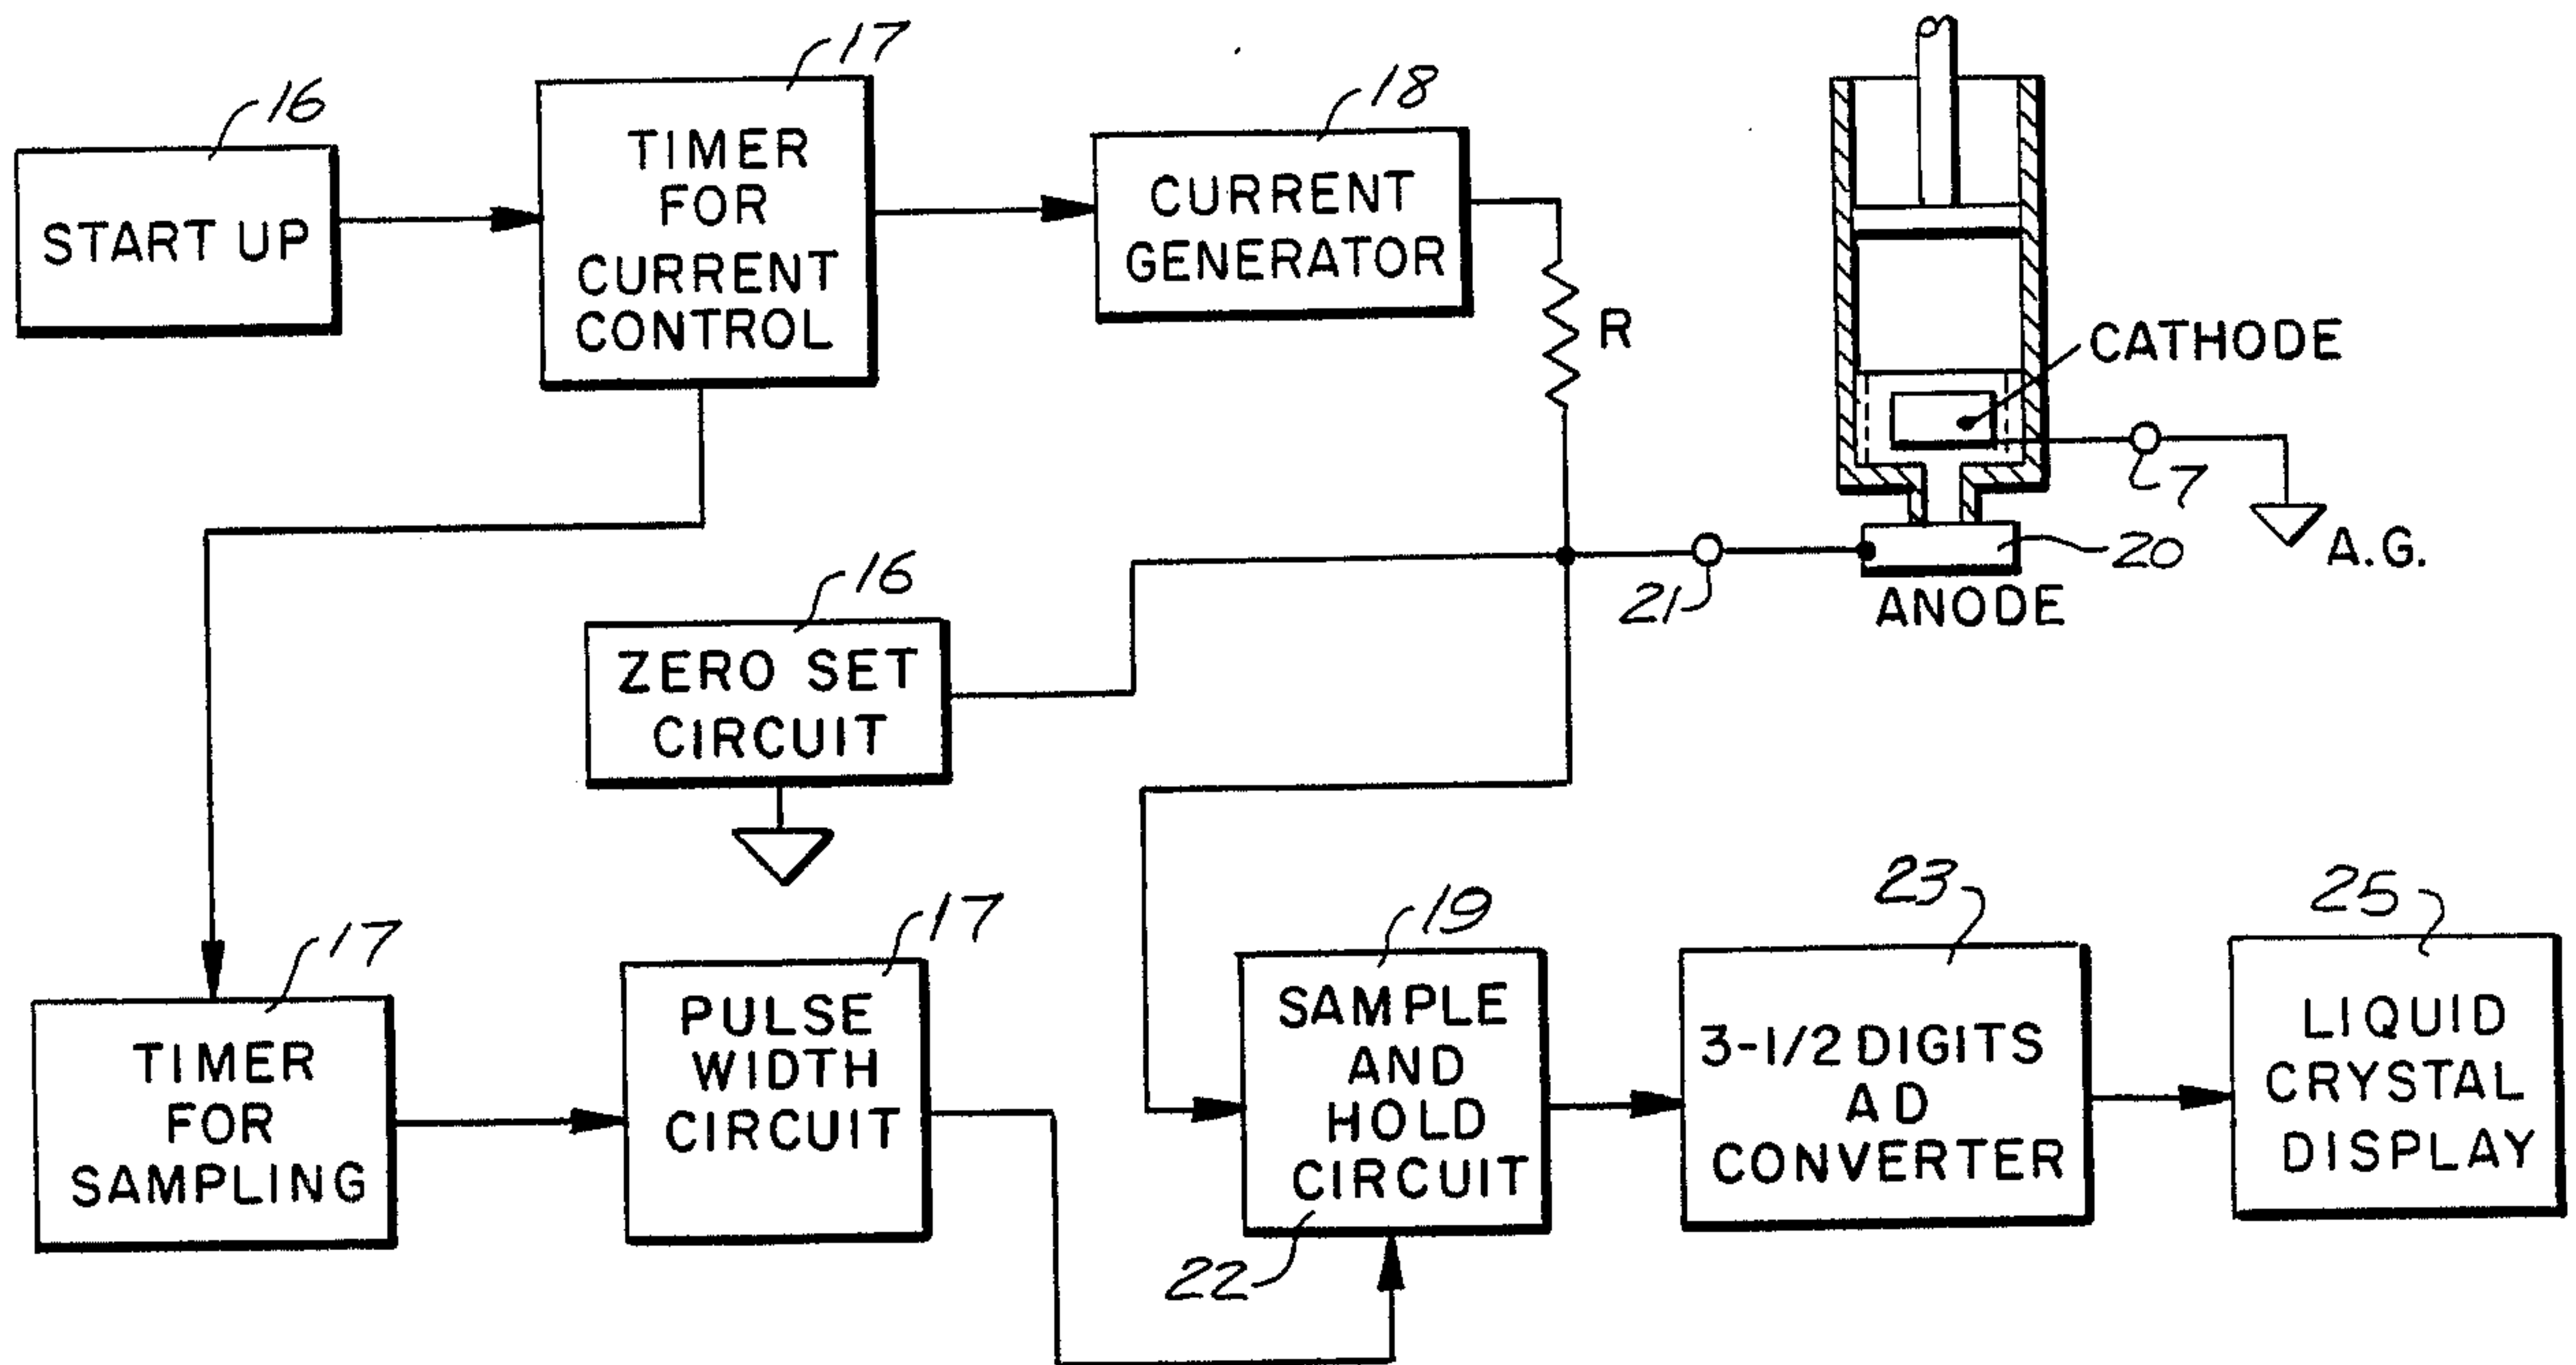 16
START UP
17
TIMER
FOR
CURRENT
CONTROL
18
CURRENT
GENERATOR
R
CATHODE
7
A.G.
20
ANODE
21
16
ZERO SET
CIRCUIT
17
TIMER
FOR
SAMPLING
17
PULSE
WIDTH
CIRCUIT
19
SAMPLE
AND
HOLD
CIRCUIT
22
23
3-1/2 DIGITS
AD
CONVERTER
25
LIQUID
CRYSTAL
DISPLAY